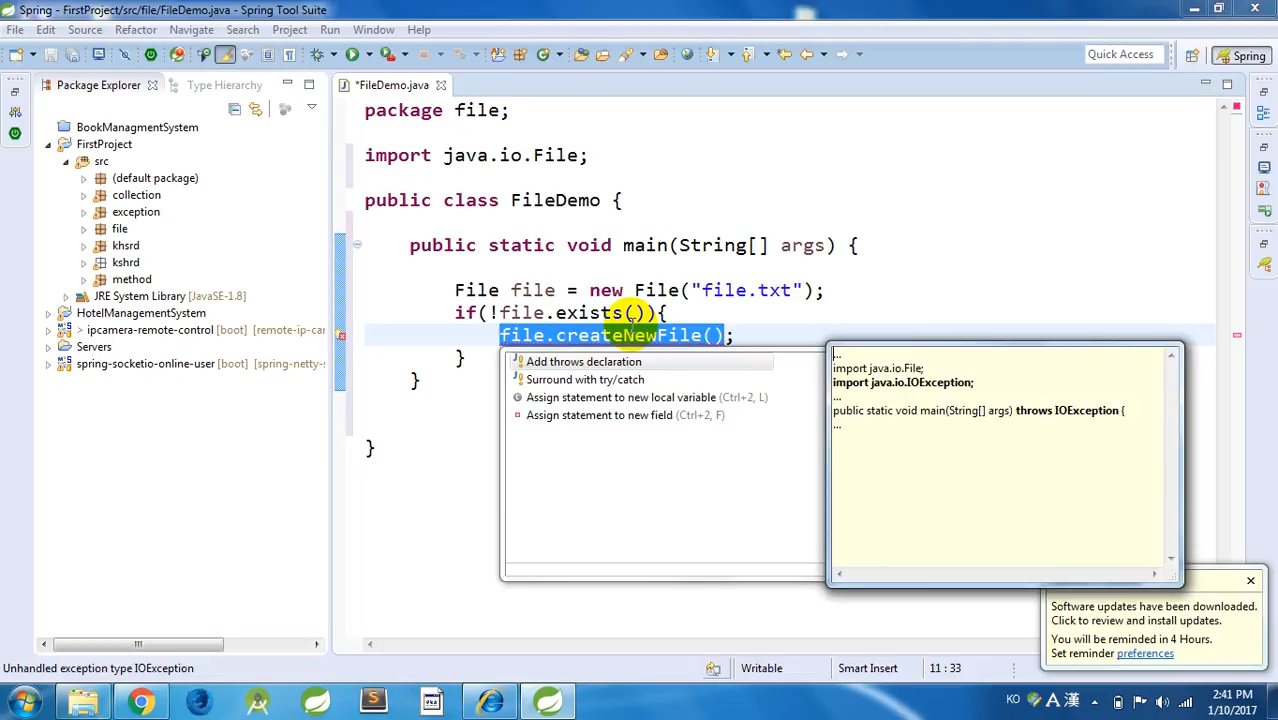 Spring - FirstProject/src/file/FileDemo.java - Spring Tool Suite
File Edit Source Refactor Navigate Search Project Run Window Help
Quick Access
Spring
Package Explorer
Type Hierarchy
*FileDemo.java
BookManagmentSystem
FirstProject
src
(default package)
collection
exception
file
khsrd
kshrd
method
JRE System Library [JavaSE-1.8]
HotelManagementSystem
> ipcamera-remote-control [boot] [remote-ip-ca
Servers
spring-socketio-online-user [boot] [spring-netty-s
package file;
import java.io.File;
public class FileDemo {
public static void main(String[] args) {
File file = new File("file.txt");
if(!file.exists()){
file.createNewFile();
}
}
}
Add throws declaration
Surround with try/catch
Assign statement to new local variable (Ctrl+2, L)
Assign statement to new field (Ctrl+2, F)
...
import java.io.File;
import java.io.IOException;
...
public static void main(String[] args) throws IOException {
...
Software updates have been downloaded.
Click to review and install updates.
You will be reminded in 4 Hours.
Set reminder preferences
Unhandled exception type IOException
Writable
Smart Insert
11 : 33
KO
A 漢
2:41 PM
1/10/2017